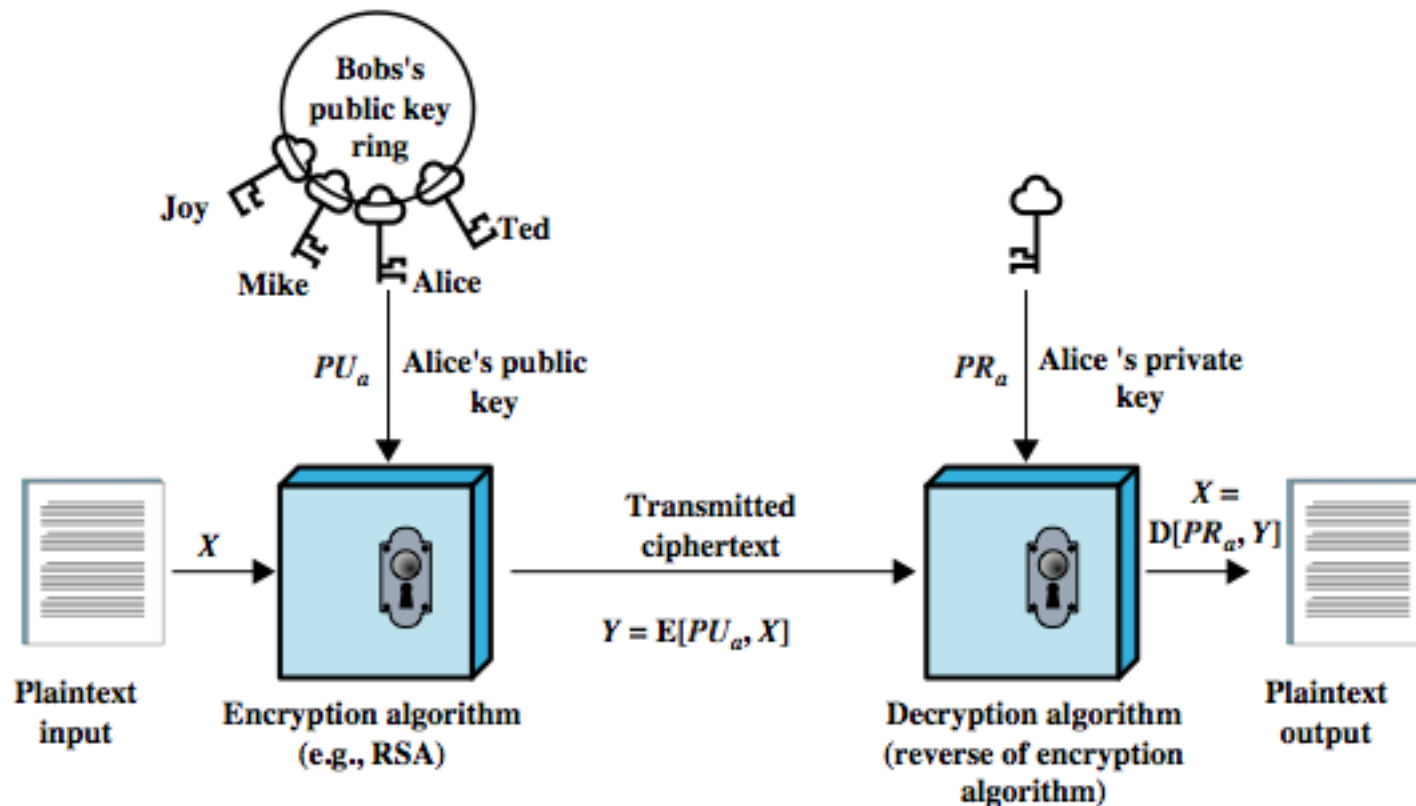 Bobs's
public key
ring
Joy
Mike
Alice
Ted
PUa
Alice's public
key
PRa
Alice 's private
key
X
Transmitted
ciphertext
Y = E[PUa, X]
X =
D[PRa, Y]
Plaintext
input
Encryption algorithm
(e.g., RSA)
Decryption algorithm
(reverse of encryption
algorithm)
Plaintext
output